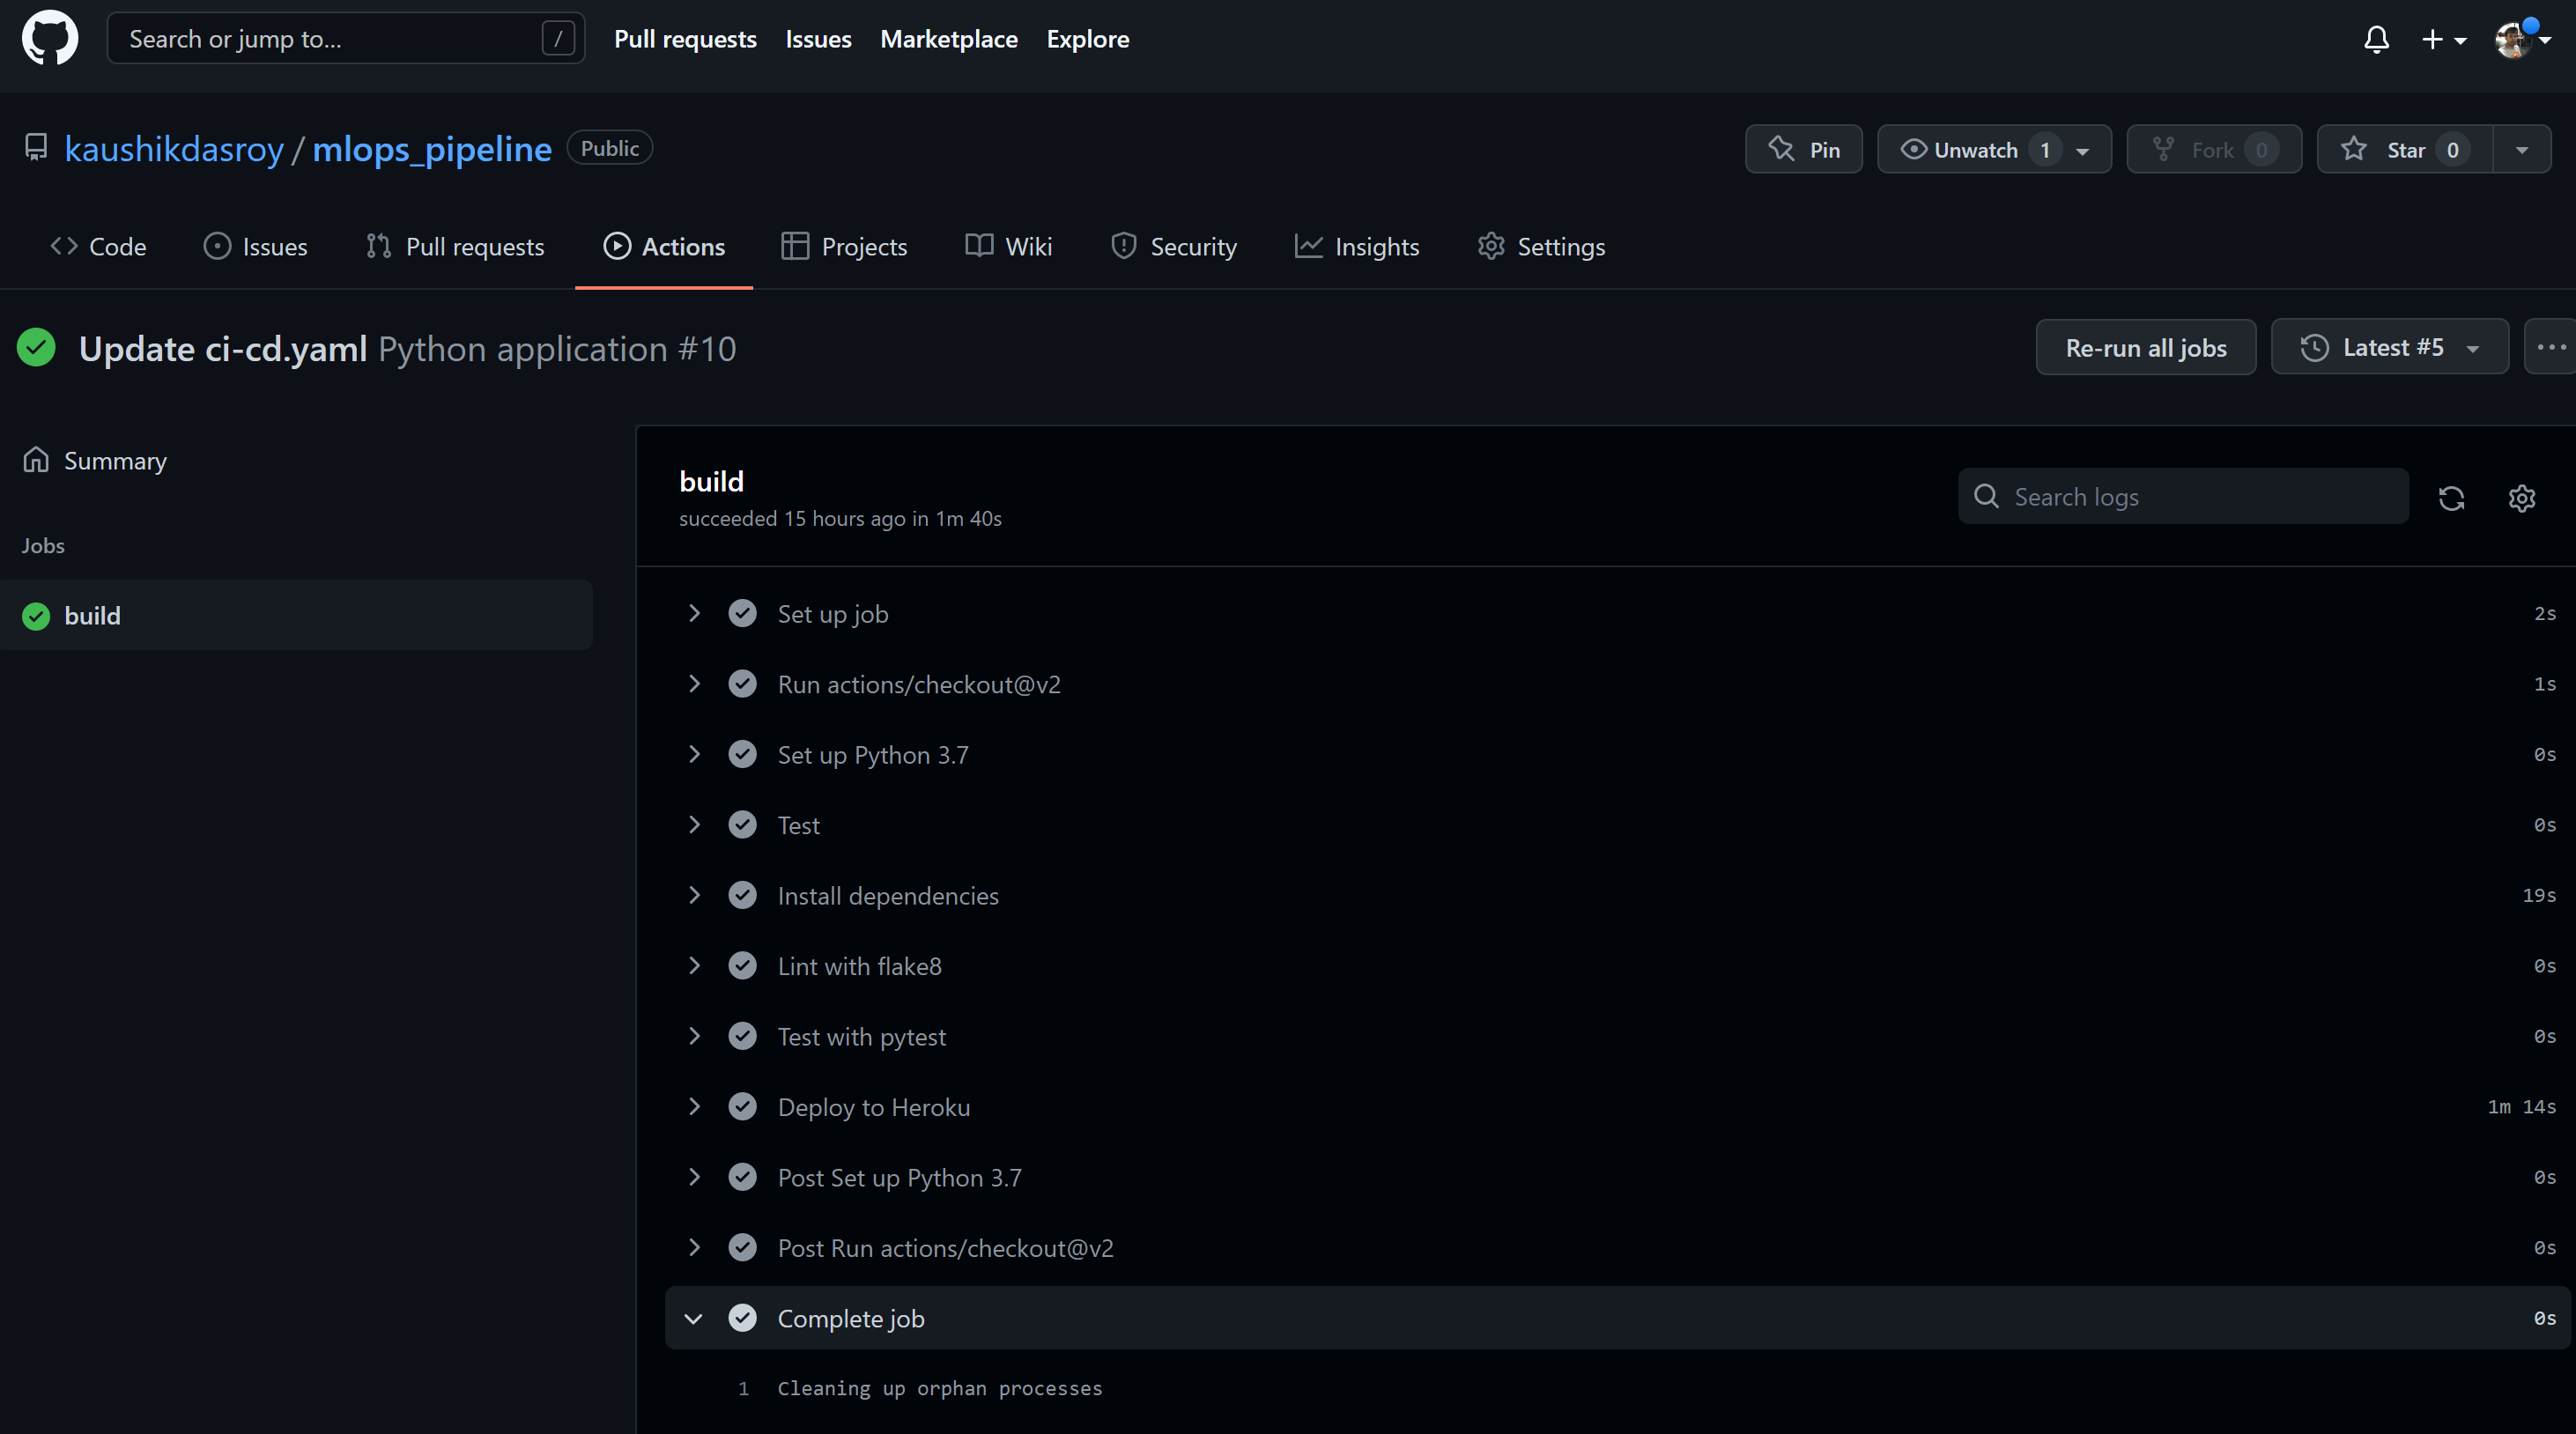 Search or jump to... / Pull requests Issues Marketplace Explore
kaushikdasroy / mlops_pipeline Public Pin Unwatch 1 Fork 0 Star 0
Code Issues Pull requests Actions Projects Wiki Security Insights Settings
Update ci-cd.yaml Python application #10 Re-run all jobs Latest #5 ...
Summary
Jobs
build
build
succeeded 15 hours ago in 1m 40s
Search logs
Set up job 2s
Run actions/checkout@v2 1s
Set up Python 3.7 0s
Test 0s
Install dependencies 19s
Lint with flake8 0s
Test with pytest 0s
Deploy to Heroku 1m 14s
Post Set up Python 3.7 0s
Post Run actions/checkout@v2 0s
Complete job 0s
1 Cleaning up orphan processes